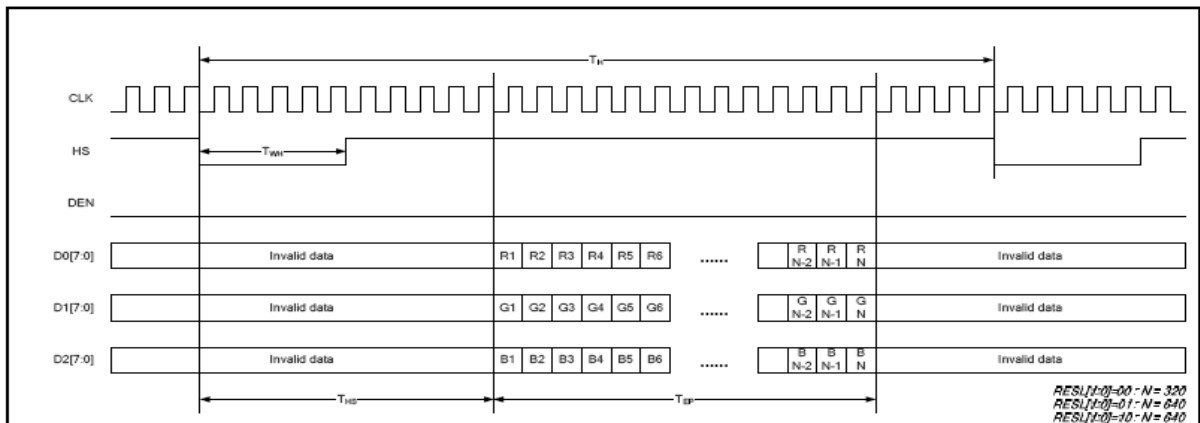 TH
CLK
HS
TWH
DEN
D0[7:0] Invalid data R1 R2 R3 R4 R5 R6 ...... R N-2 R N-1 R N Invalid data
D1[7:0] Invalid data G1 G2 G3 G4 G5 G6 ...... G N-2 G N-1 G N Invalid data
D2[7:0] Invalid data B1 B2 B3 B4 B5 B6 ...... B N-2 B N-1 B N Invalid data
THS TEP
RESL[1:0]=00 : N = 320
RESL[1:0]=01 : N = 640
RESL[1:0]=10 : N = 640